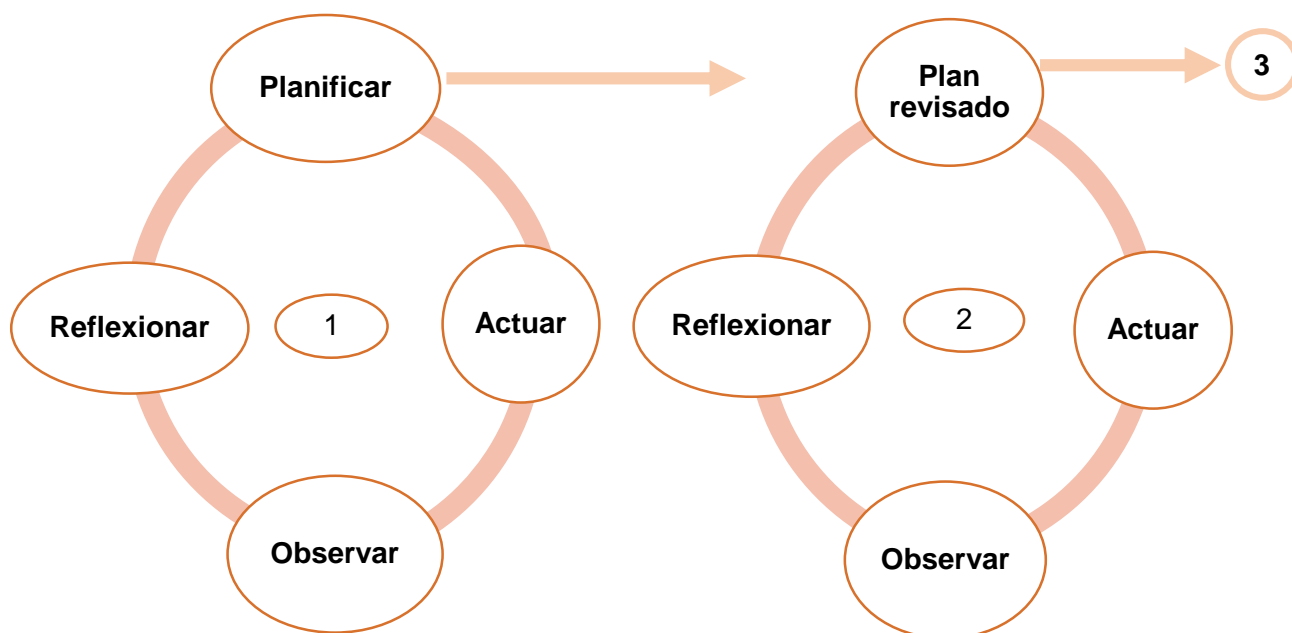 Planificar
Plan
revisado
3
Reflexionar
1
Actuar
Reflexionar
2
Actuar
Observar
Observar